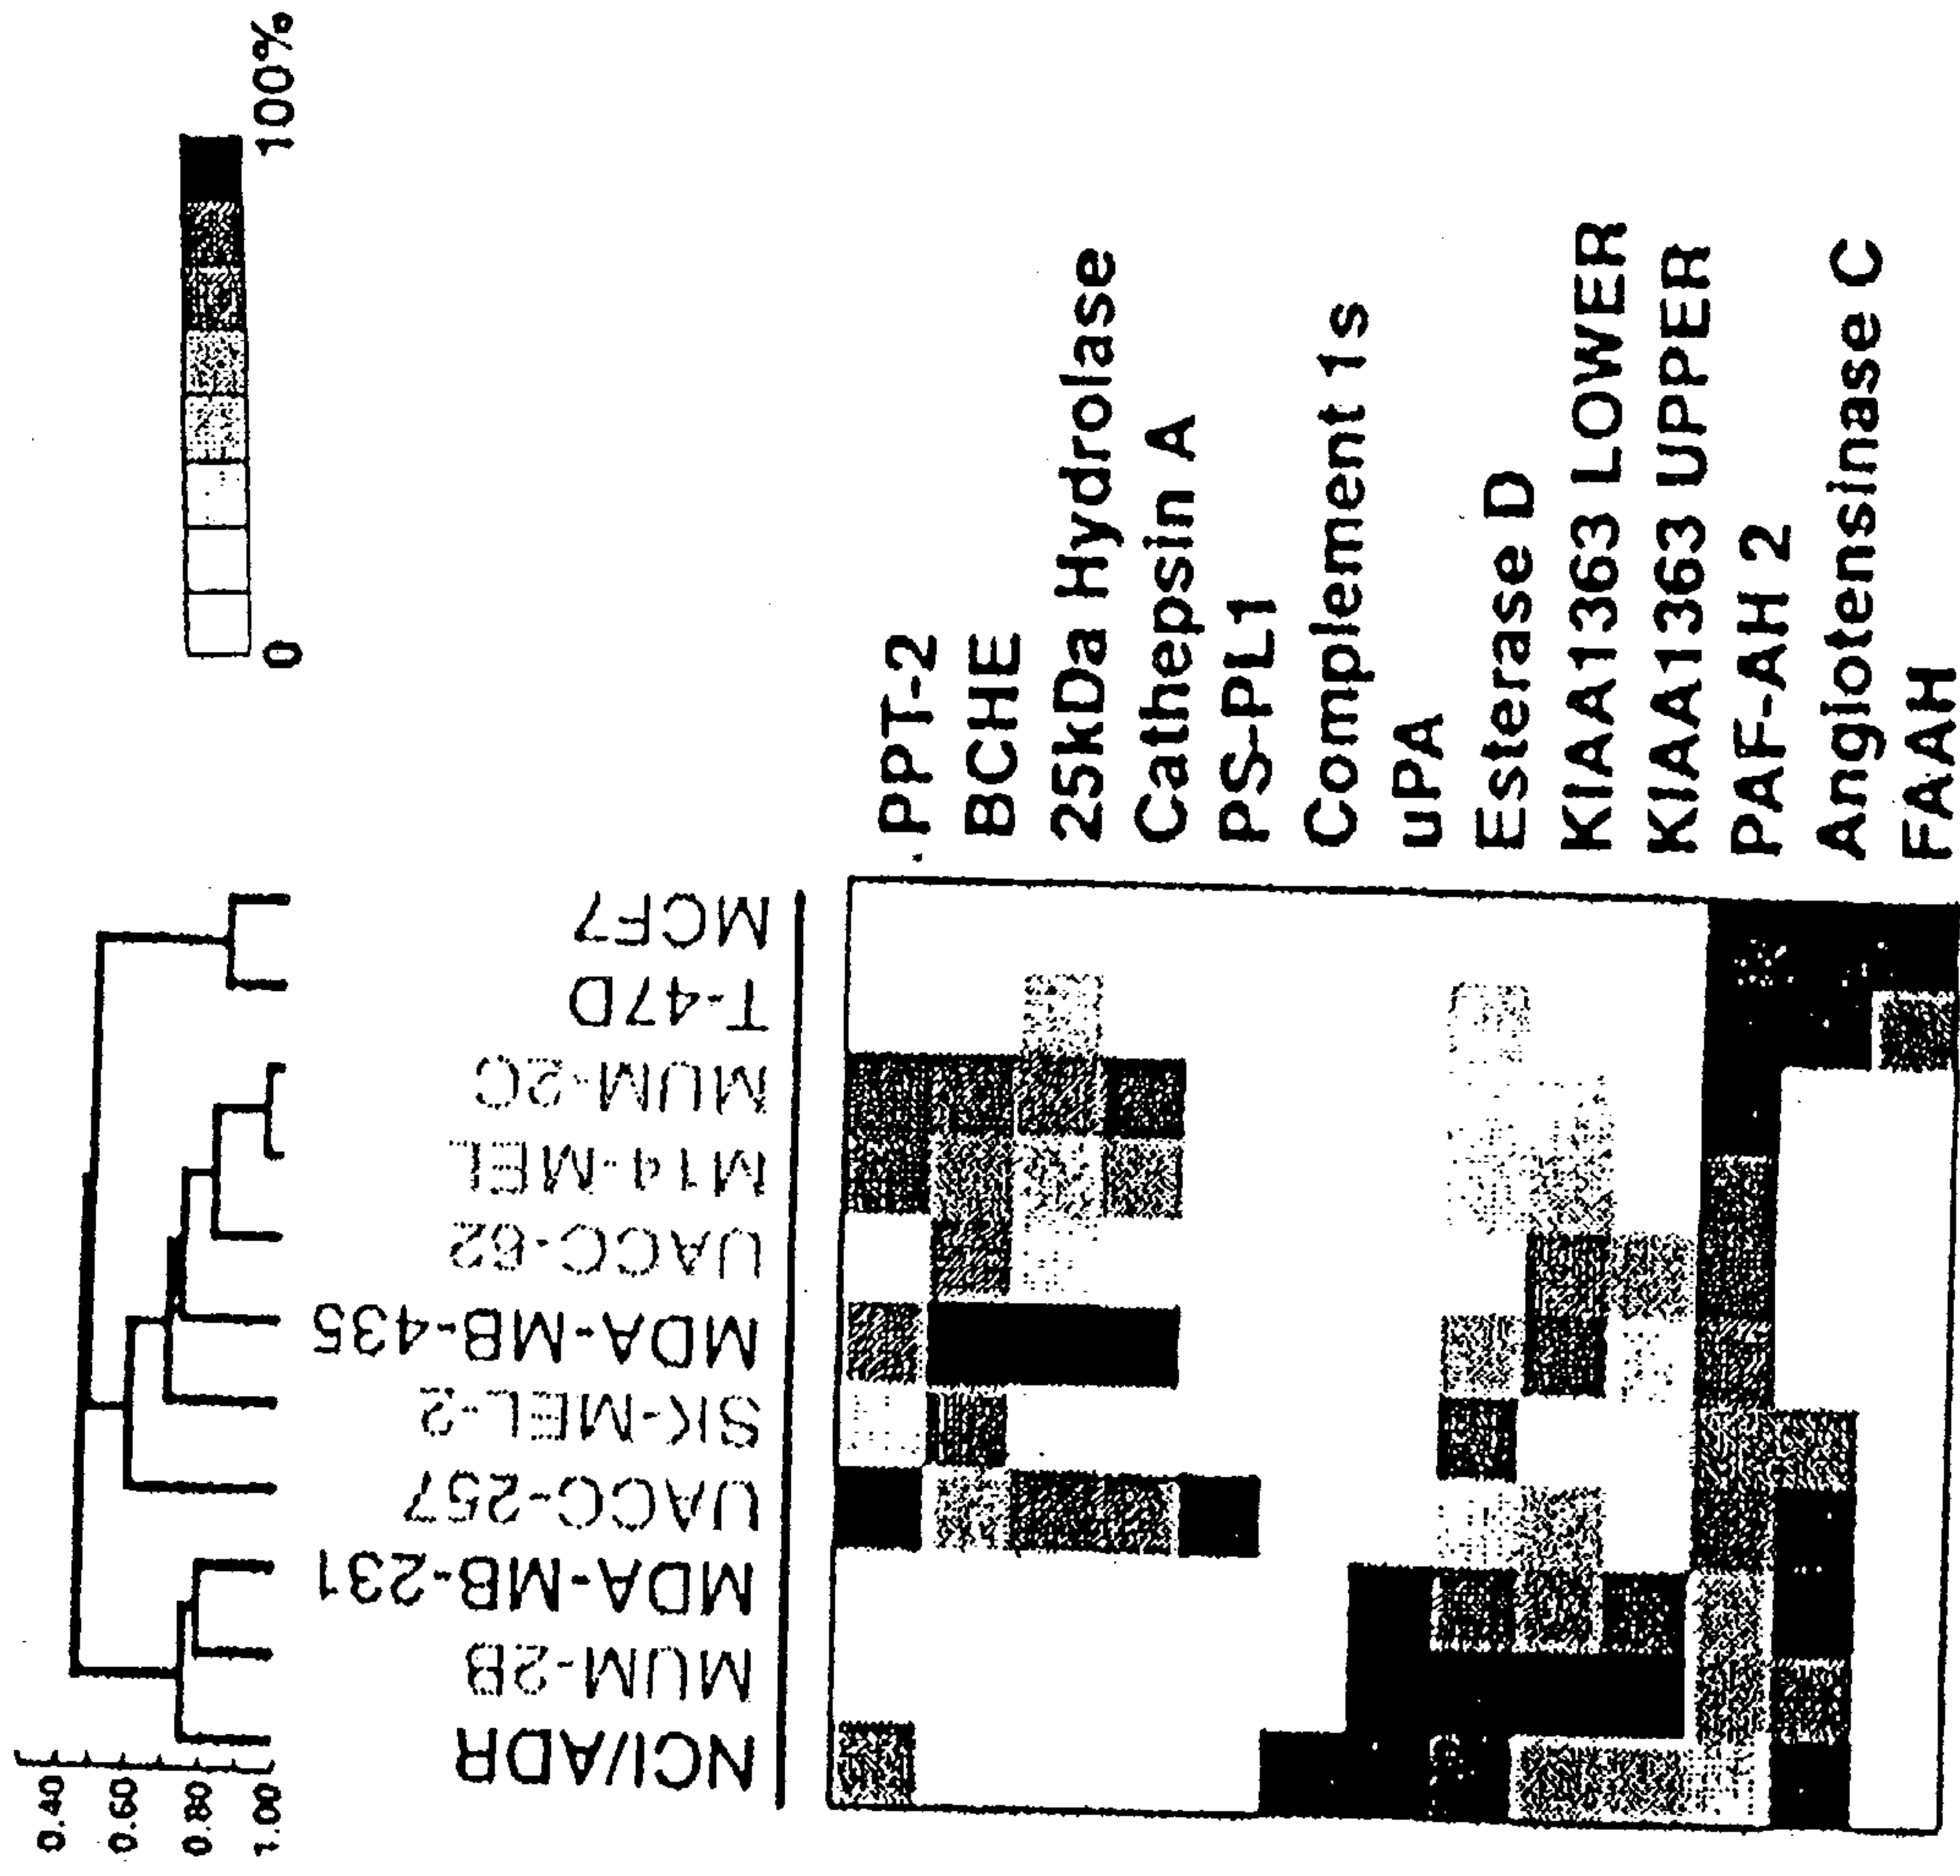 0.40
0.60
0.80
1.00
NCI/ADR
MUM-2B
MDA-MB-231
UACC-257
SK-MEL-2
MDA-MB-435
UACC-62
M14-MEL
MUM-2C
T-47D
MCF7
0
100%
PPT-2
BCHE
25kDa Hydrolase
Cathepsin A
PS-PL1
Complement 1s
uPA
Esterase D
KIAA1363 LOWER
KIAA1363 UPPER
PAF-AH 2
Angiotensinase C
FAAH